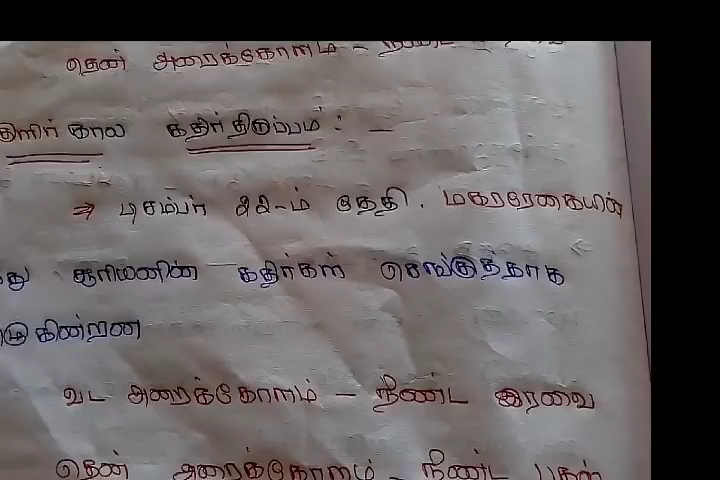 தென் அரைக்கோளம் - நீண்ட
குளிர் கால கதிர் திருப்பம் : -
⇒ டிசம்பர் 22-ம் தேதி . மகரரேகையின்
து சூரியனின் கதிர்கள் செங்குத்தாக
ழுகின்றன
வட அரைக்கோளம் - நீண்ட இரவை
தென் அரைக்கோளம் - நீண்ட பகல்